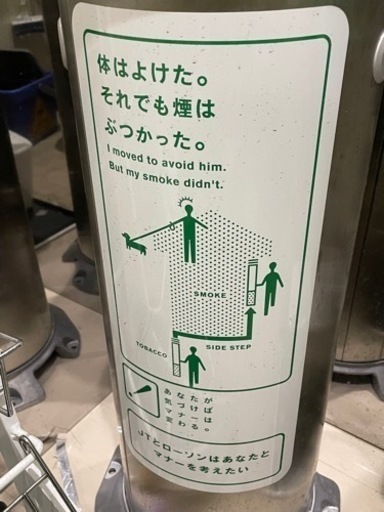 体はよけた。
それでも煙は
ぶつかった。
I moved to avoid him.
But my smoke didn't.
SMOKE
TOBACCO
SIDE STEP
あなたが
気づけば
マナーは
変わる。
JTとローソンはあなたと
マナーを考えたい